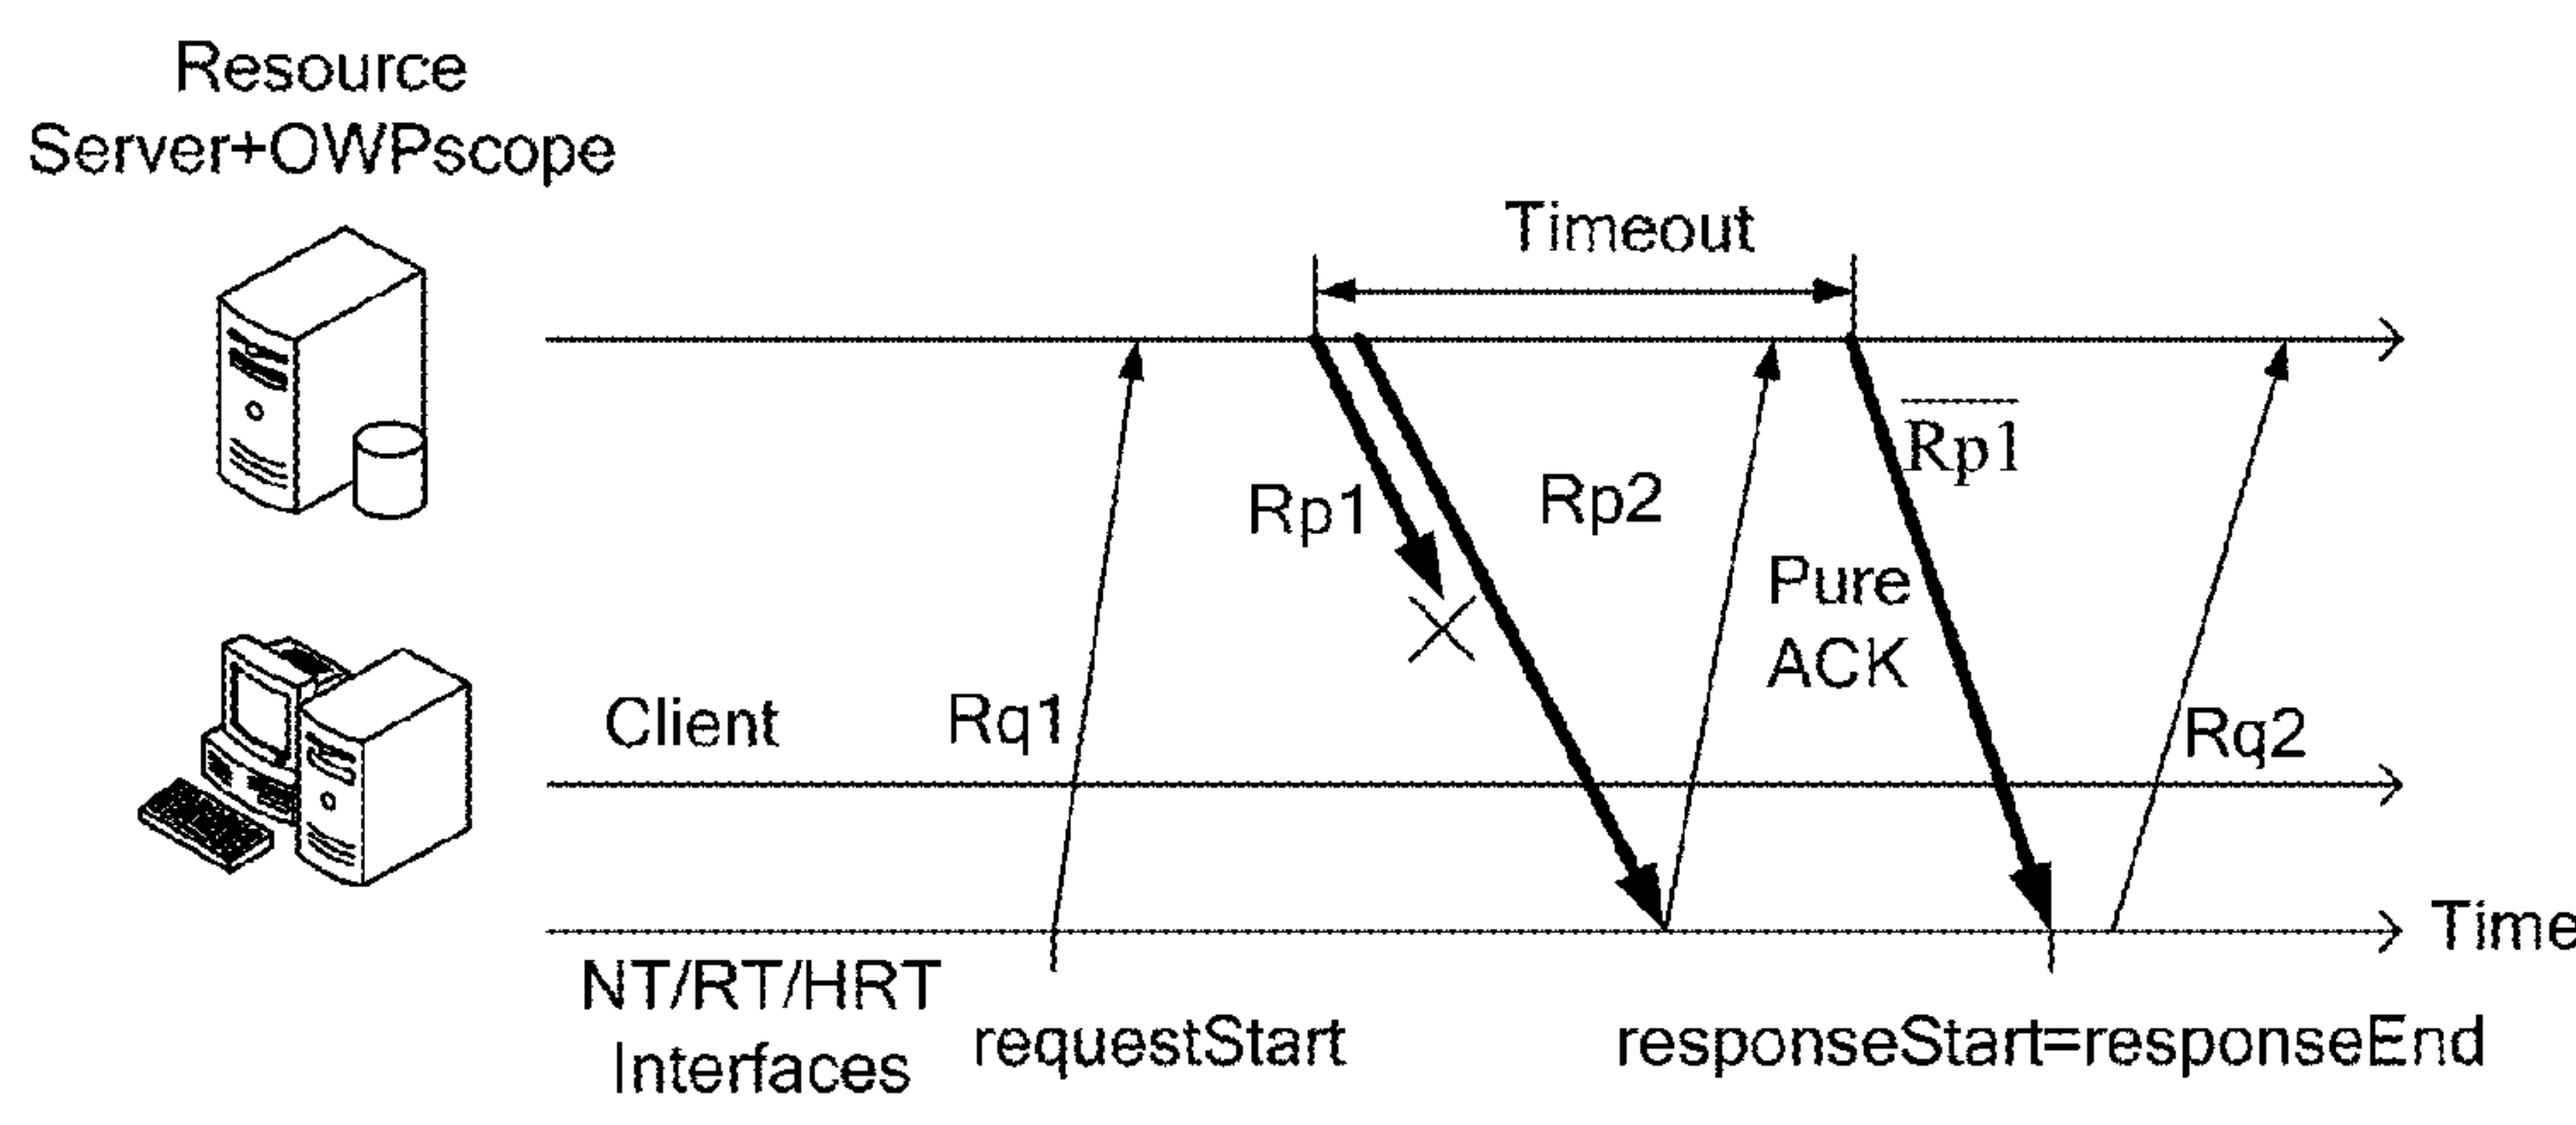 Resource
Server+OWPscope
Timeout
Rp1
Rp2
Rp1
Pure
ACK
Client
Rq1
Rq2
Time
NT/RT/HRT
Interfaces
requestStart
responseStart=responseEnd